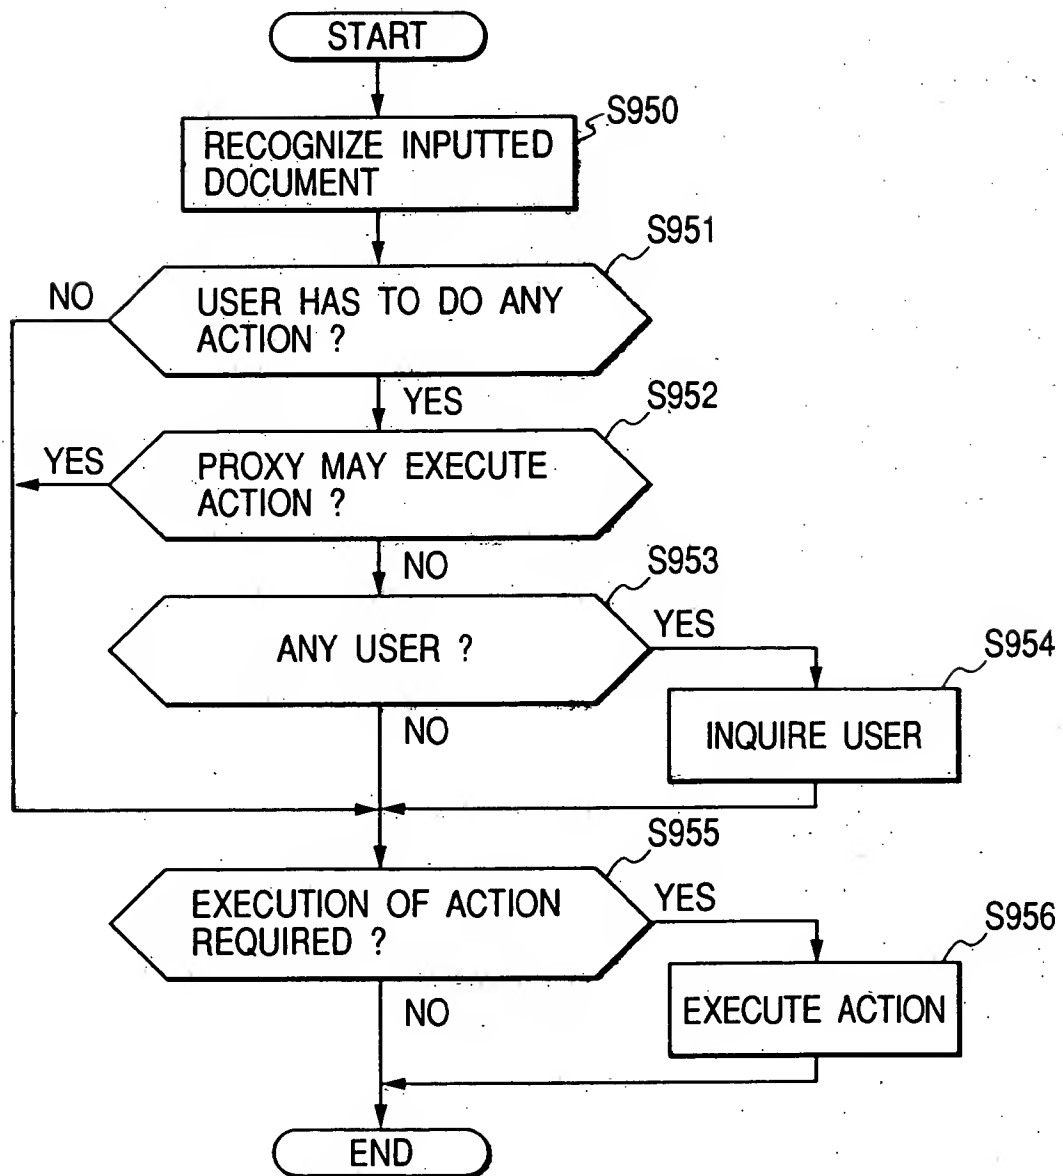 START
S950
RECOGNIZE INPUTTED
DOCUMENT
S951
NO
USER HAS TO DO ANY
ACTION ?
YES
S952
YES
PROXY MAY EXECUTE
ACTION ?
NO
S953
ANY USER ?
YES
S954
NO
INQUIRE USER
S955
EXECUTION OF ACTION
REQUIRED ?
YES
S956
NO
EXECUTE ACTION
END